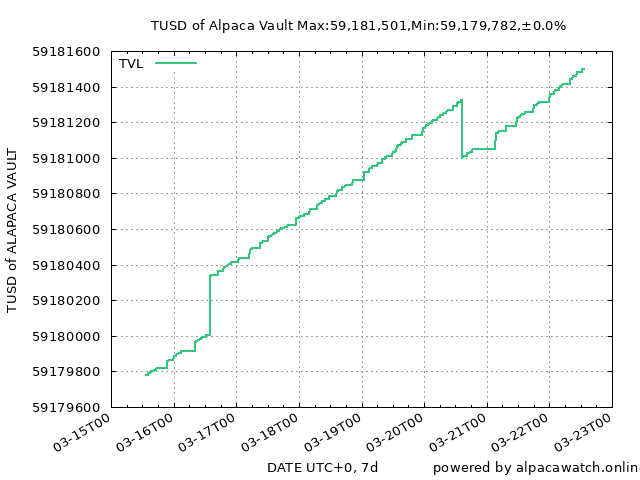 TUSD of Alpaca Vault Max:59,181,501,Min:59,179,782,±0.0%
TVL
59181600
59181400
59181200
59181000
59180800
59180600
59180400
59180200
59180000
59179800
59179600
TUSD of ALAPACA VAULT
03-15T00
03-16T00
03-17T00
03-18T00
03-19T00
03-20T00
03-21T00
03-22T00
03-23T00
DATE UTC+0, 7d
powered by alpacawatch.online